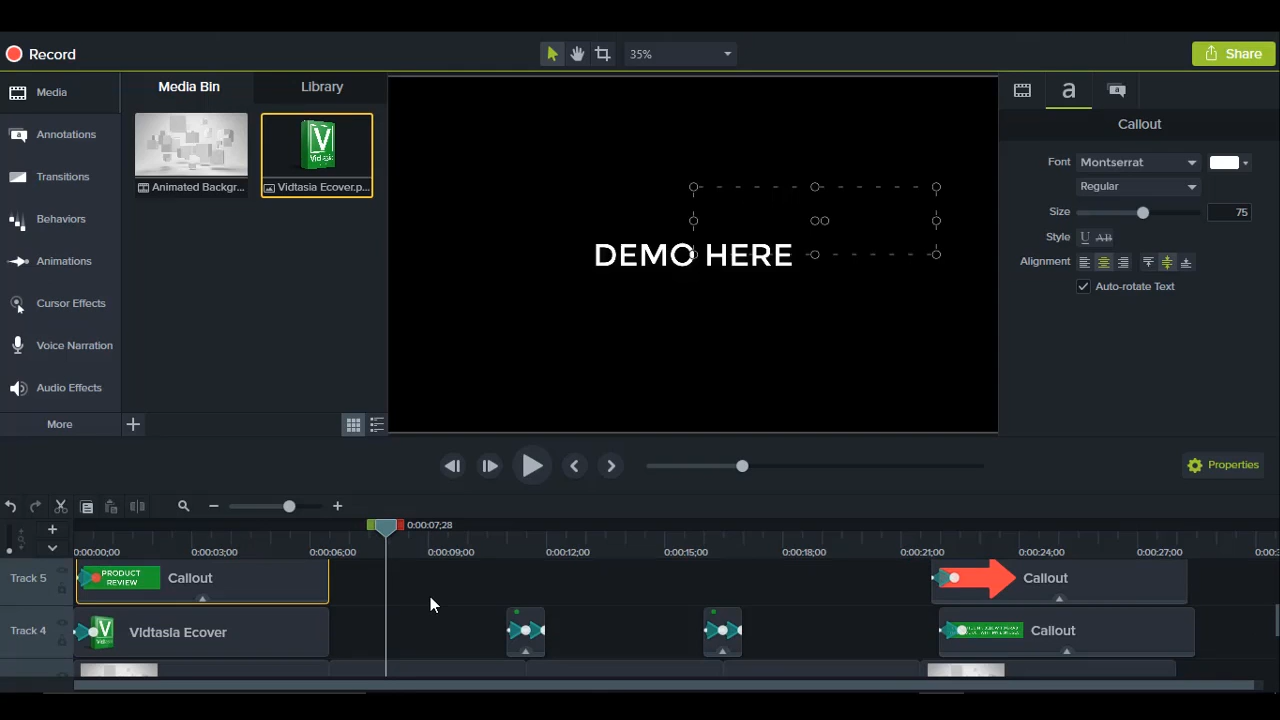 Record
35%
Share
Media
Media Bin
Library
Annotations
Transitions
Behaviors
Animations
Cursor Effects
Voice Narration
Audio Effects
More
V
Vidtasia
Animated Backgr...
Vidtasia Ecover.p...
DEMO HERE
a
Callout
Font
Montserrat
Regular
Size
75
Style
U AB
Alignment
Auto-rotate Text
Properties
0:00:07;28
0:00:00;00
0:00:03;00
0:00:06;00
0:00:09;00
0:00:12;00
0:00:15;00
0:00:18;00
0:00:21;00
0:00:24;00
0:00:27;00
Track 5
PRODUCT
REVIEW
Callout
Callout
Track 4
Vidtasia Ecover
Callout